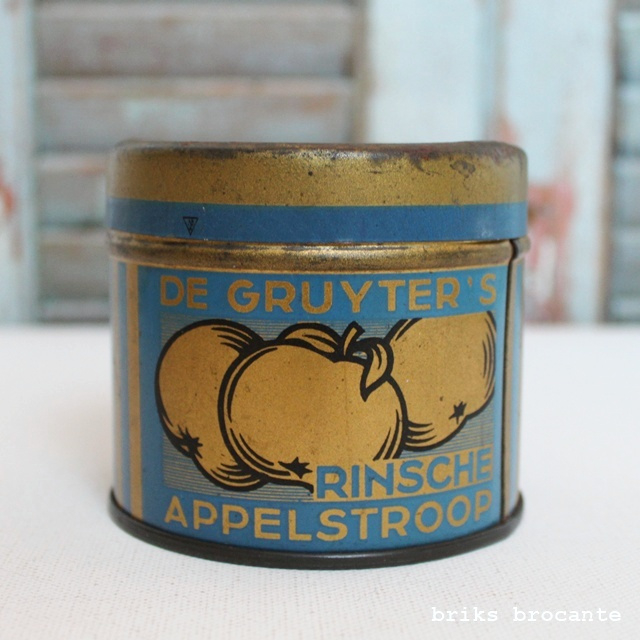 DE GRUYTER'S
RINSCHE
APPELSTROOP
briks brocante